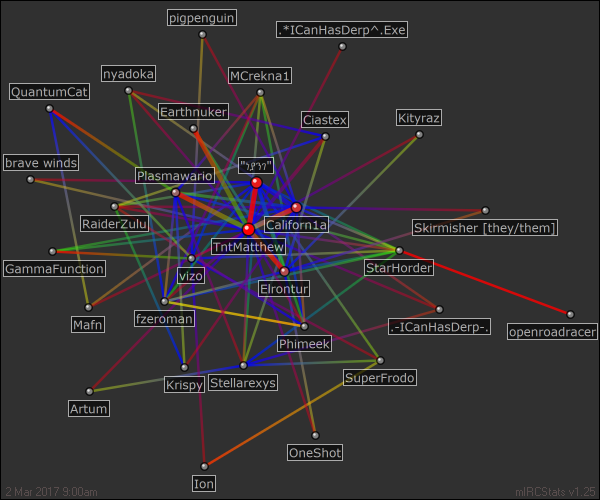 pigpenguin
.*ICanHasDerp^.Exe
nyadoka
MCrekna1
QuantumCat
Earthnuker
Ciastex
Kityraz
brave winds
Plasmawario
RaiderZulu
Californ1a
Skirmisher [they/them]
TntMatthew
GammaFunction
vizo
StarHorder
Elrontur
Mafn
fzeroman
.-ICanHasDerp-.
openroadracer
Phimeek
Krispy
Stellarexys
SuperFrodo
Artum
OneShot
Ion
2 Mar 2017 9:00am
mIRCStats v1.25